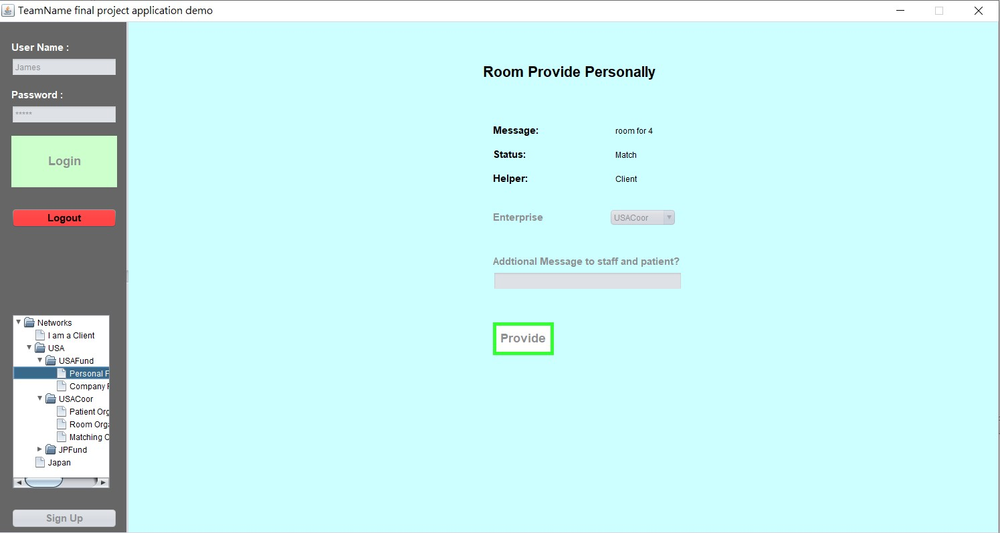 TeamName final project application demo
User Name :
James
Password :
*****
Login
Logout
Networks
I am a Client
USA
USAFund
Personal F
Company
USACoor
Patient Org
Room Orga
Matching O
JPFund
Japan
Sign Up
Room Provide Personally
Message: room for 4
Status: Match
Helper: Client
Enterprise USACoor
Addtional Message to staff and patient?
Provide